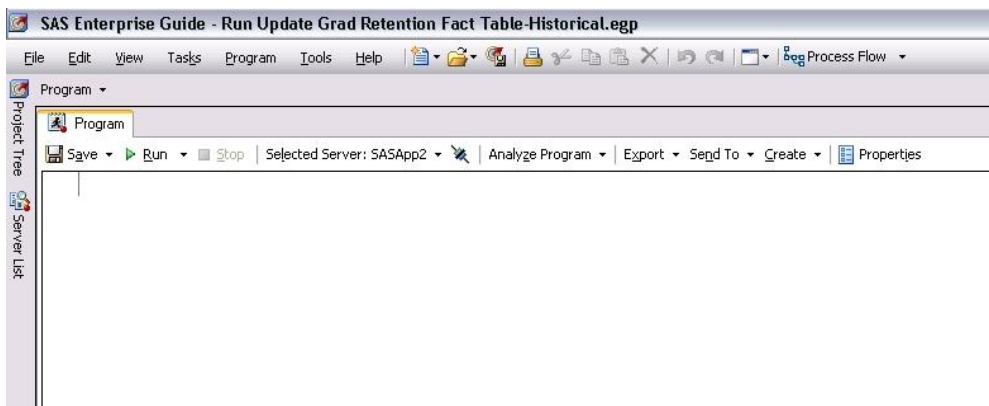 SAS Enterprise Guide - Run Update Grad Retention Fact Table-Historical.egp
File Edit View Tasks Program Tools Help Process Flow
Program
Project Tree
Program
Save Run Stop Selected Server: SASApp2 Analyze Program Export Send To Create Properties
Server List